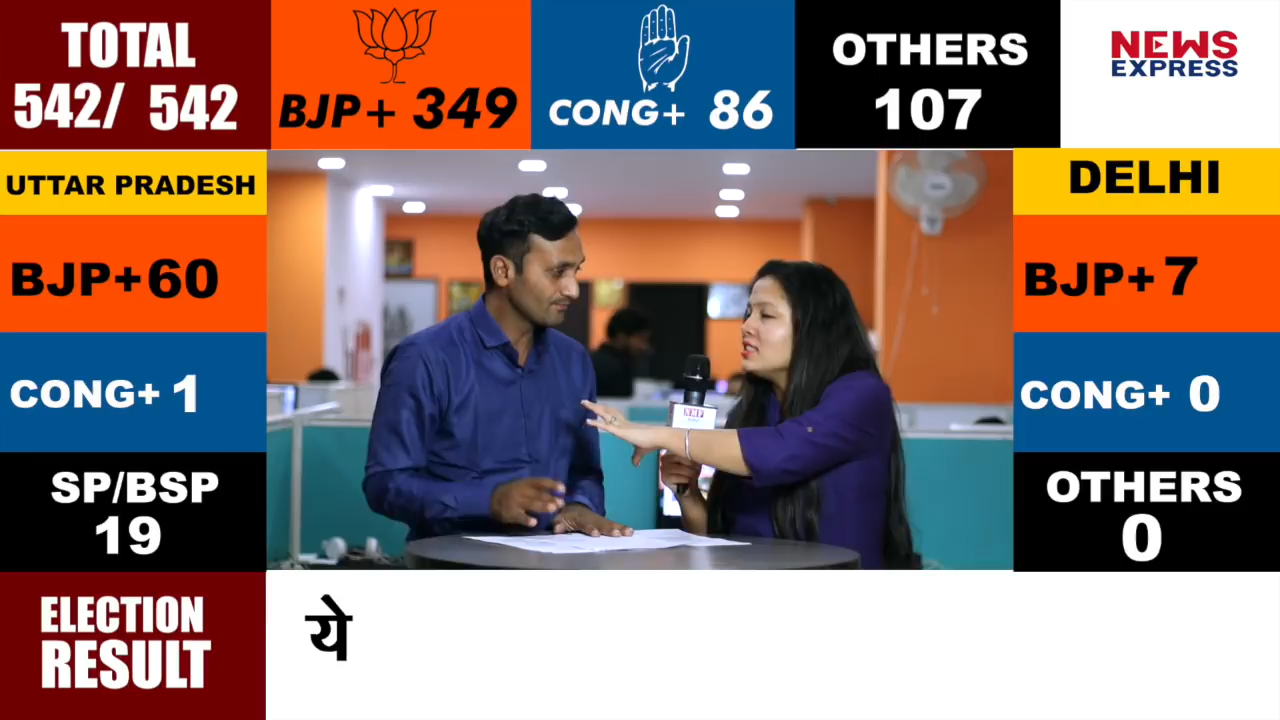 TOTAL
542/ 542
BJP+ 349
CONG+ 86
OTHERS
107
NEWS
EXPRESS
UTTAR PRADESH
BJP+ 60
CONG+ 1
SP/BSP
19
NMF
DELHI
BJP+ 7
CONG+ 0
OTHERS
0
ELECTION
RESULT
ये